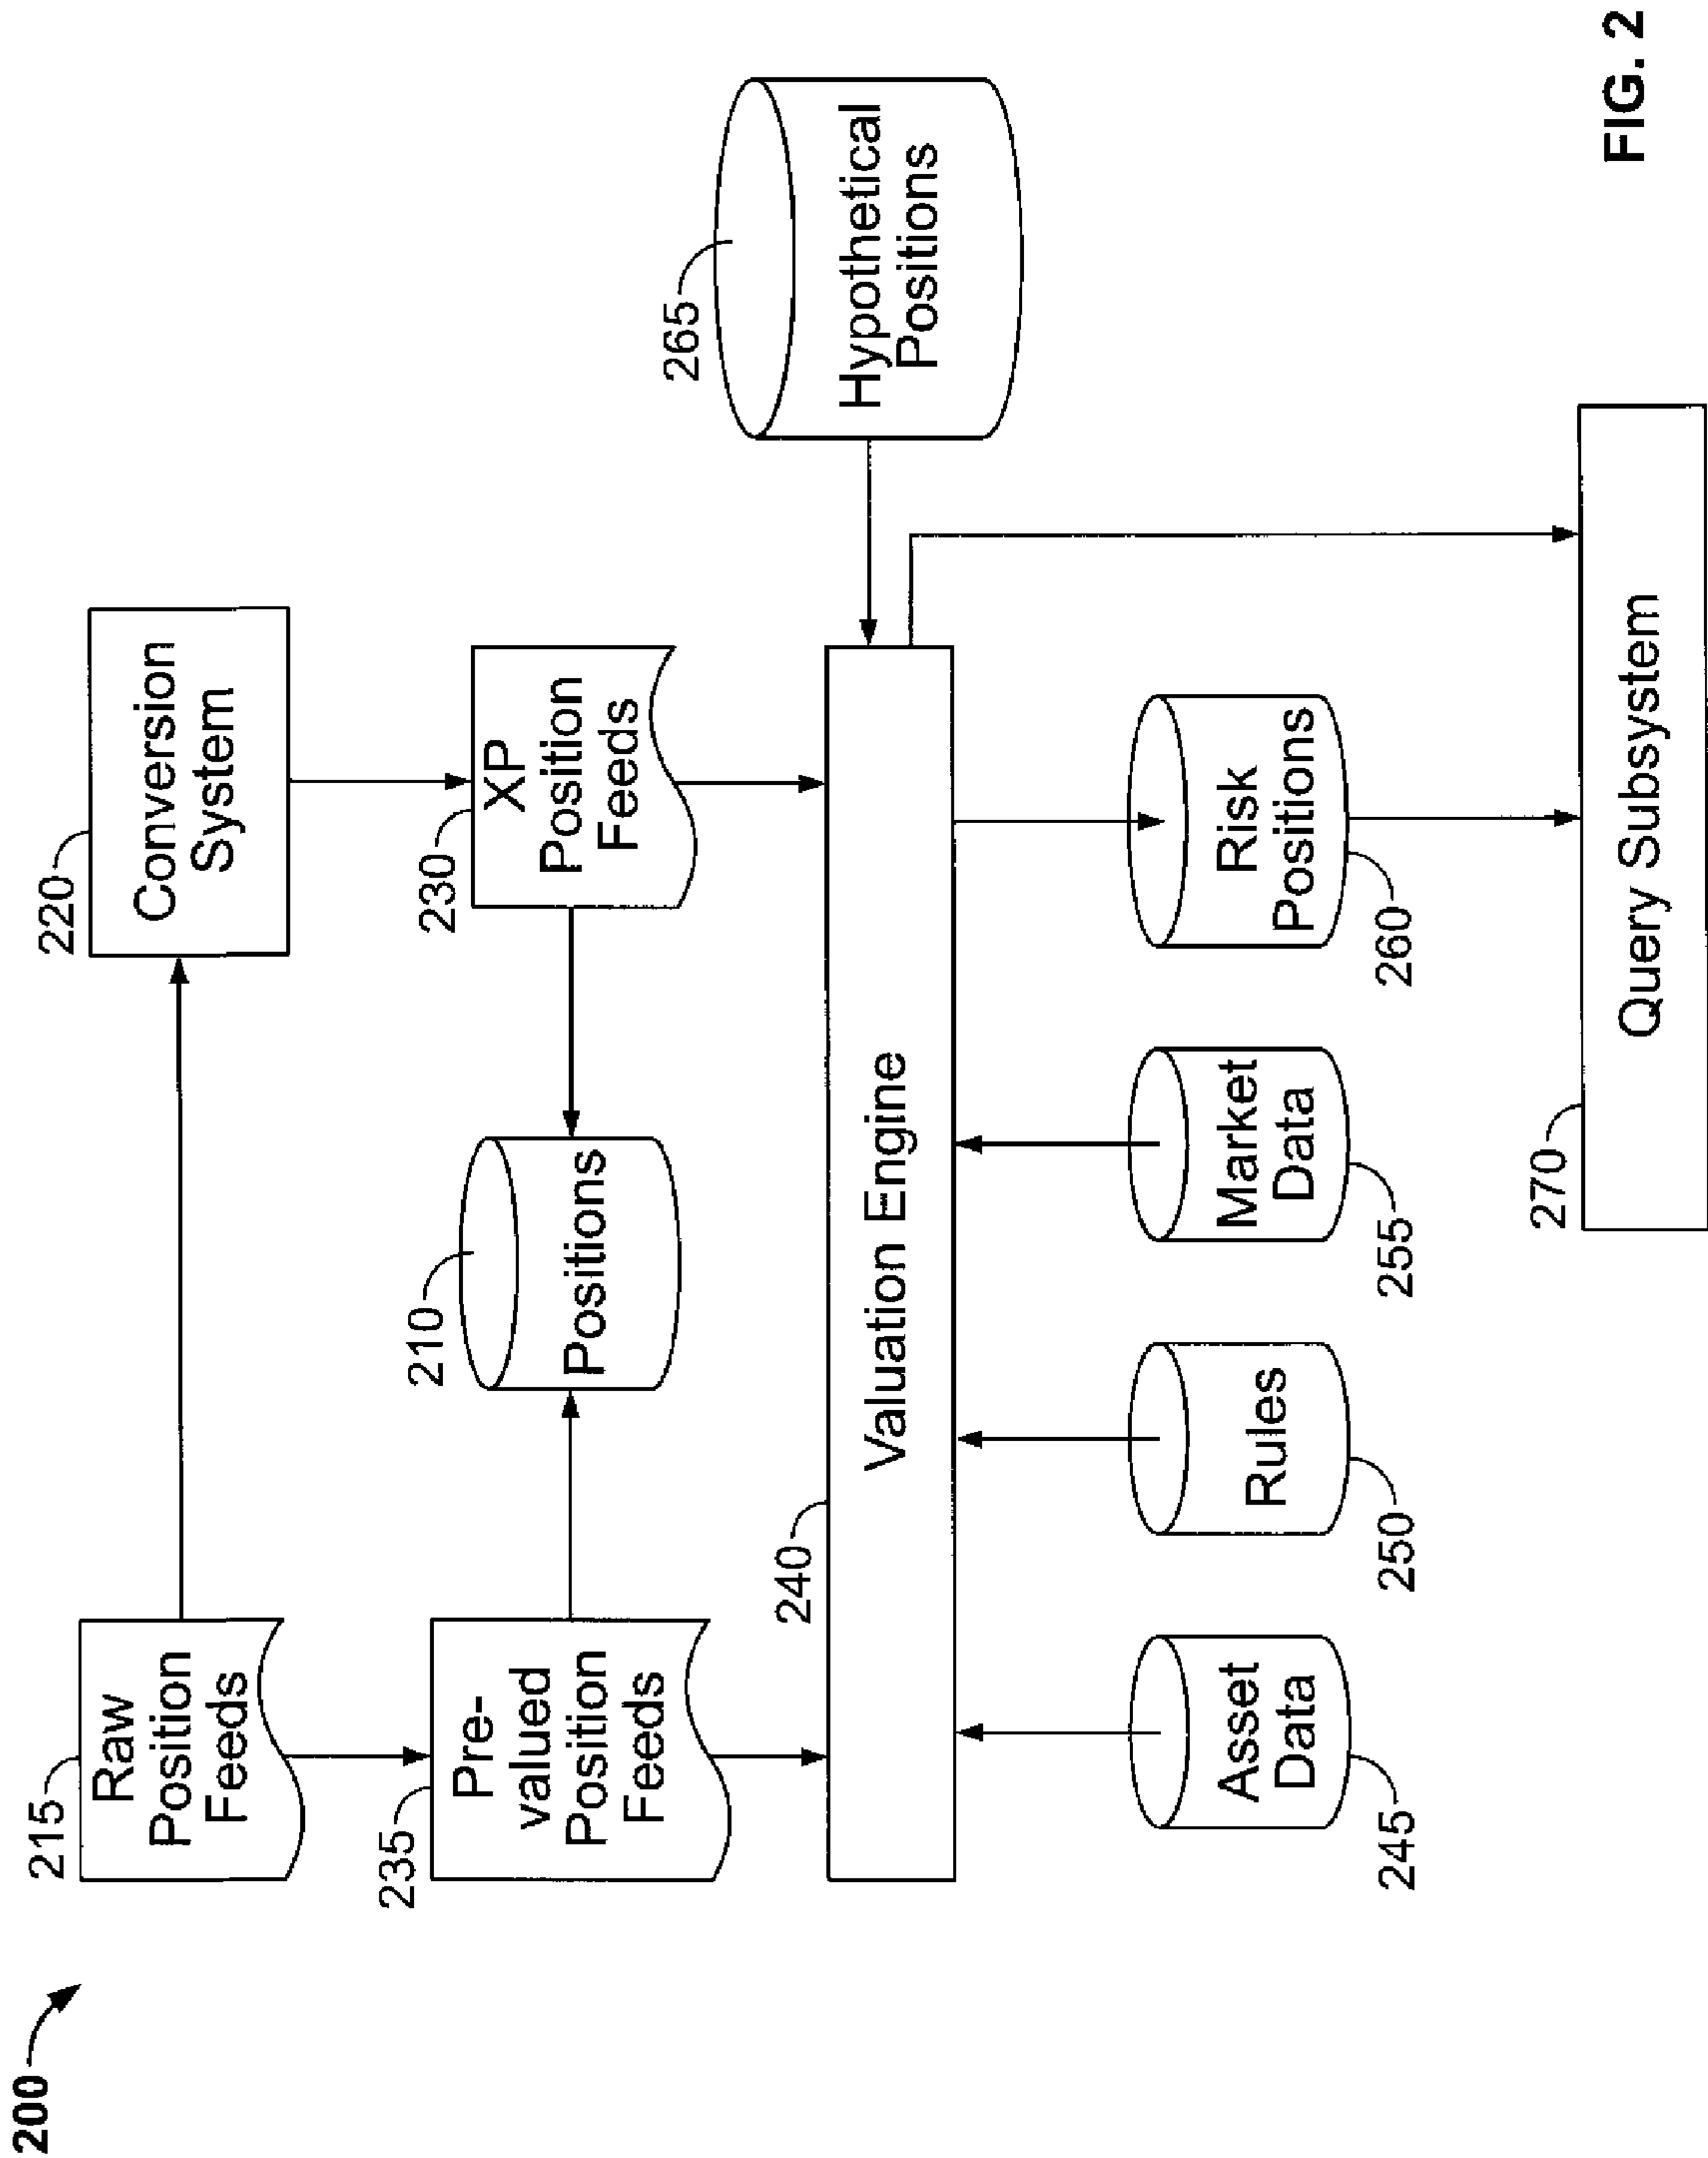 200
215
Raw
Position
Feeds
220
Conversion
System
235
Pre-
valued
Position
Feeds
210
Positions
230
XP
Position
Feeds
240
Valuation Engine
265
Hypothetical
Positions
Asset
Data
245
Rules
250
Market
Data
255
Risk
Positions
260
270
Query Subsystem
FIG. 2